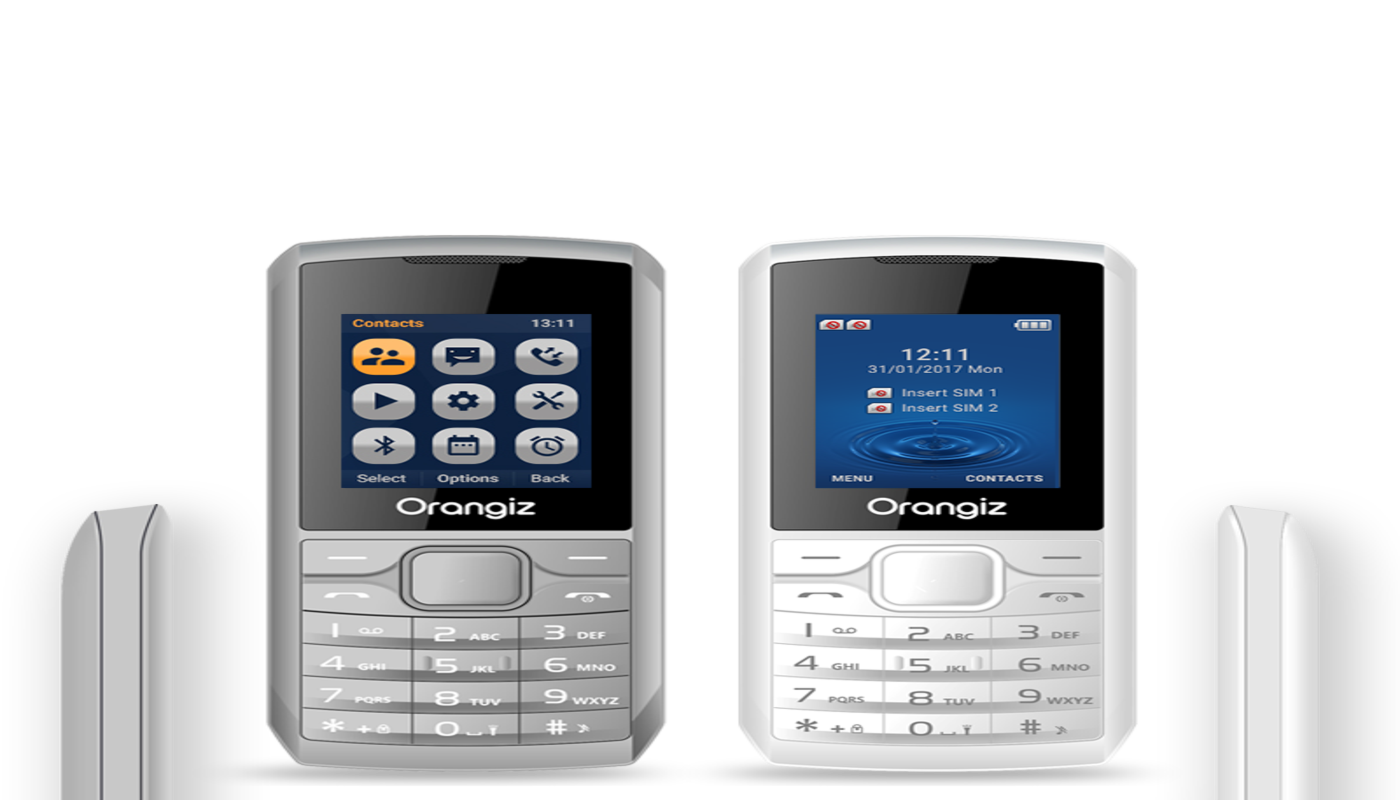 Contacts 13:11
Select Options Back
Orangiz
1 2 ABC 3 DEF
4 GHI 5 JKL 6 MNO
7 PQRS 8 TUV 9 WXYZ
* + 0 #
12:11
31/01/2017 Mon
Insert SIM 1
Insert SIM 2
MENU CONTACTS
Orangiz
1 2 ABC 3 DEF
4 GHI 5 JKL 6 MNO
7 PQRS 8 TUV 9 WXYZ
* + 0 #